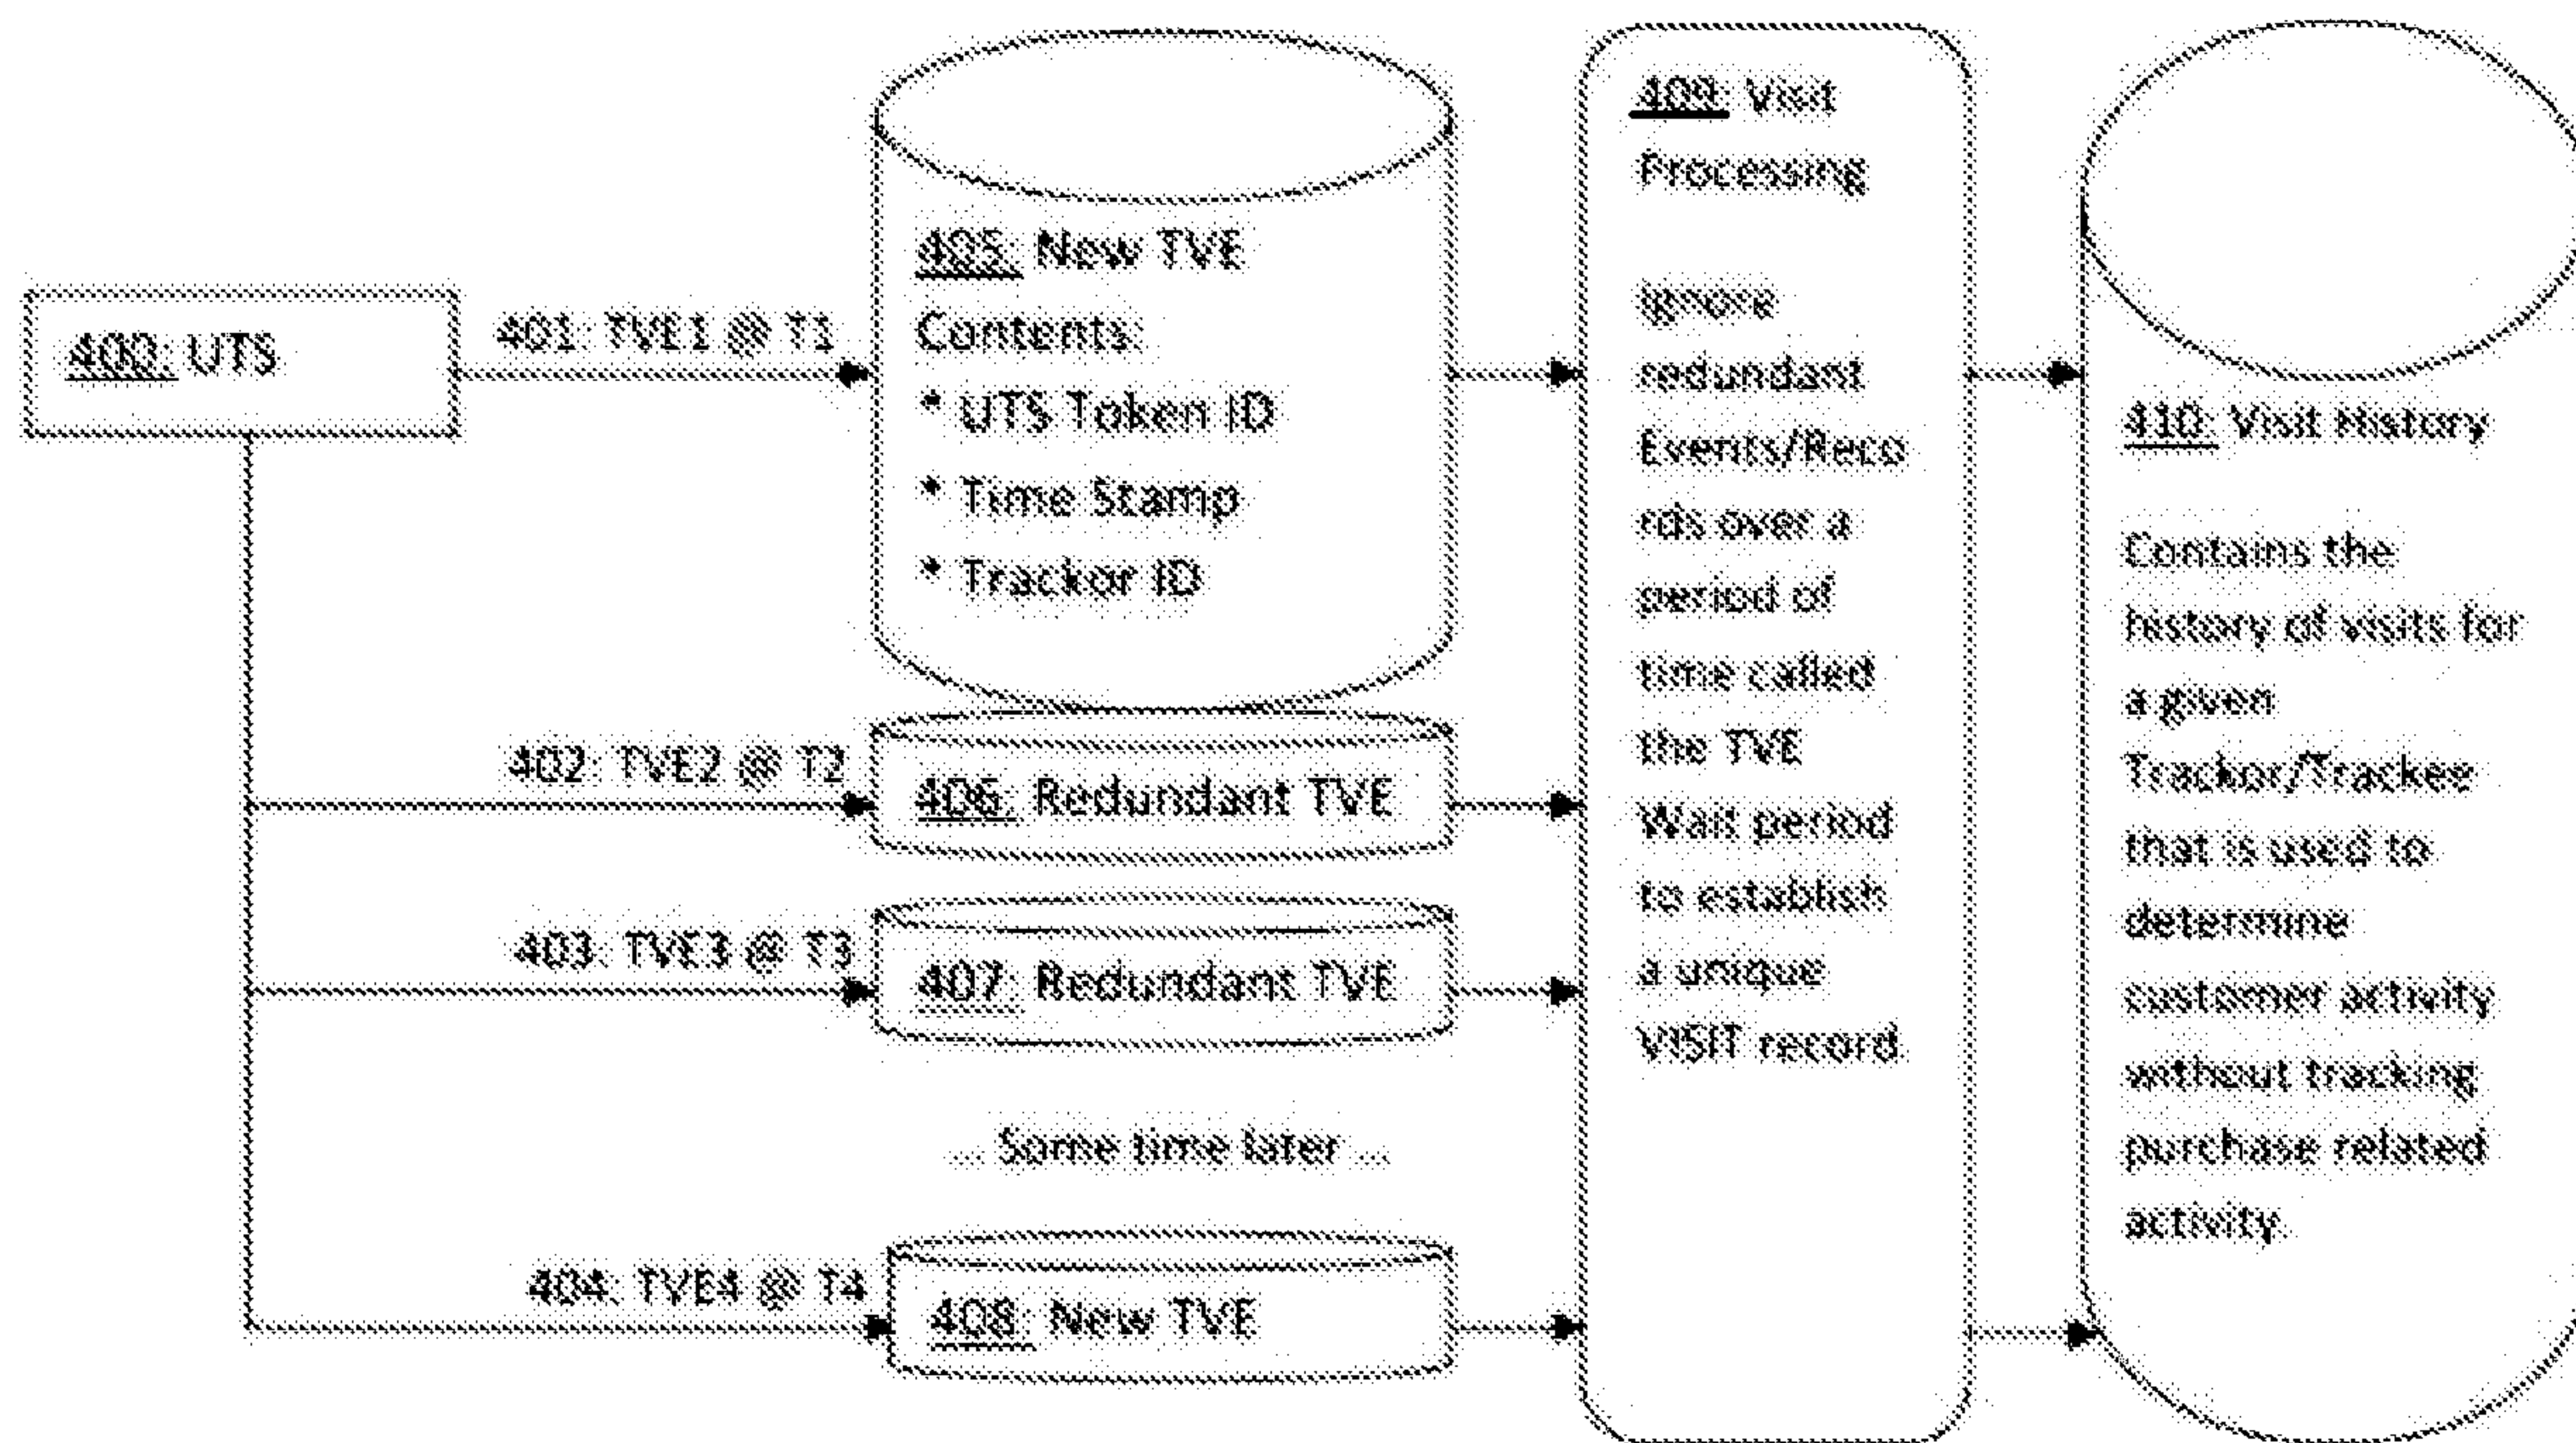 400: UTS
401: TVE1 @ T1
405: New TVE
Contents:
* UTS Token ID
* Time Stamp
* Trackor ID
402: TVE2 @ T2
406: Redundant TVE
403: TVE3 @ T3
407: Redundant TVE
... Some time later ...
404: TVE4 @ T4
408: New TVE
409: Visit
Processing
Ignore
redundant
Events/Reco
rds over a
period of
time called
the TVE
Wait period
to establish
a unique
VISIT record
410: Visit History
Contains the
history of visits for
a given
Trackor/Trackee
that is used to
determine
customer activity
without tracking
purchase related
activity.